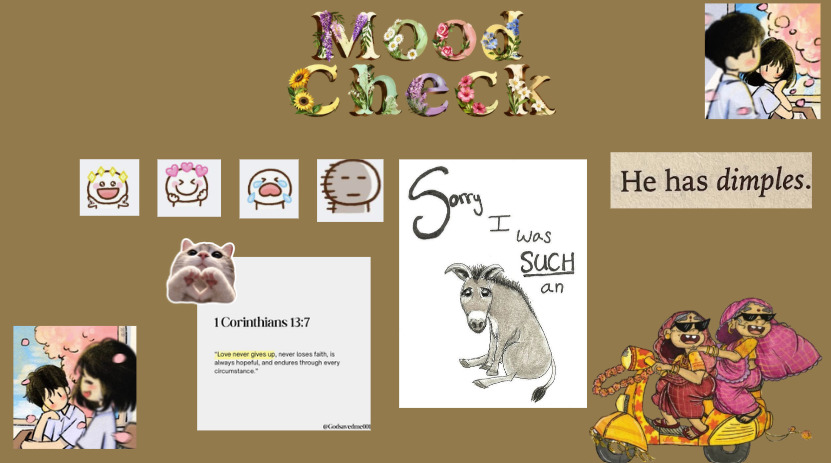 Mood
Check
Sorry
I
was
SUCH
an
He has dimples.
1 Corinthians 13:7
"Love never gives up, never loses faith, is
always hopeful, and endures through every
circumstance."
@Godsavedme001